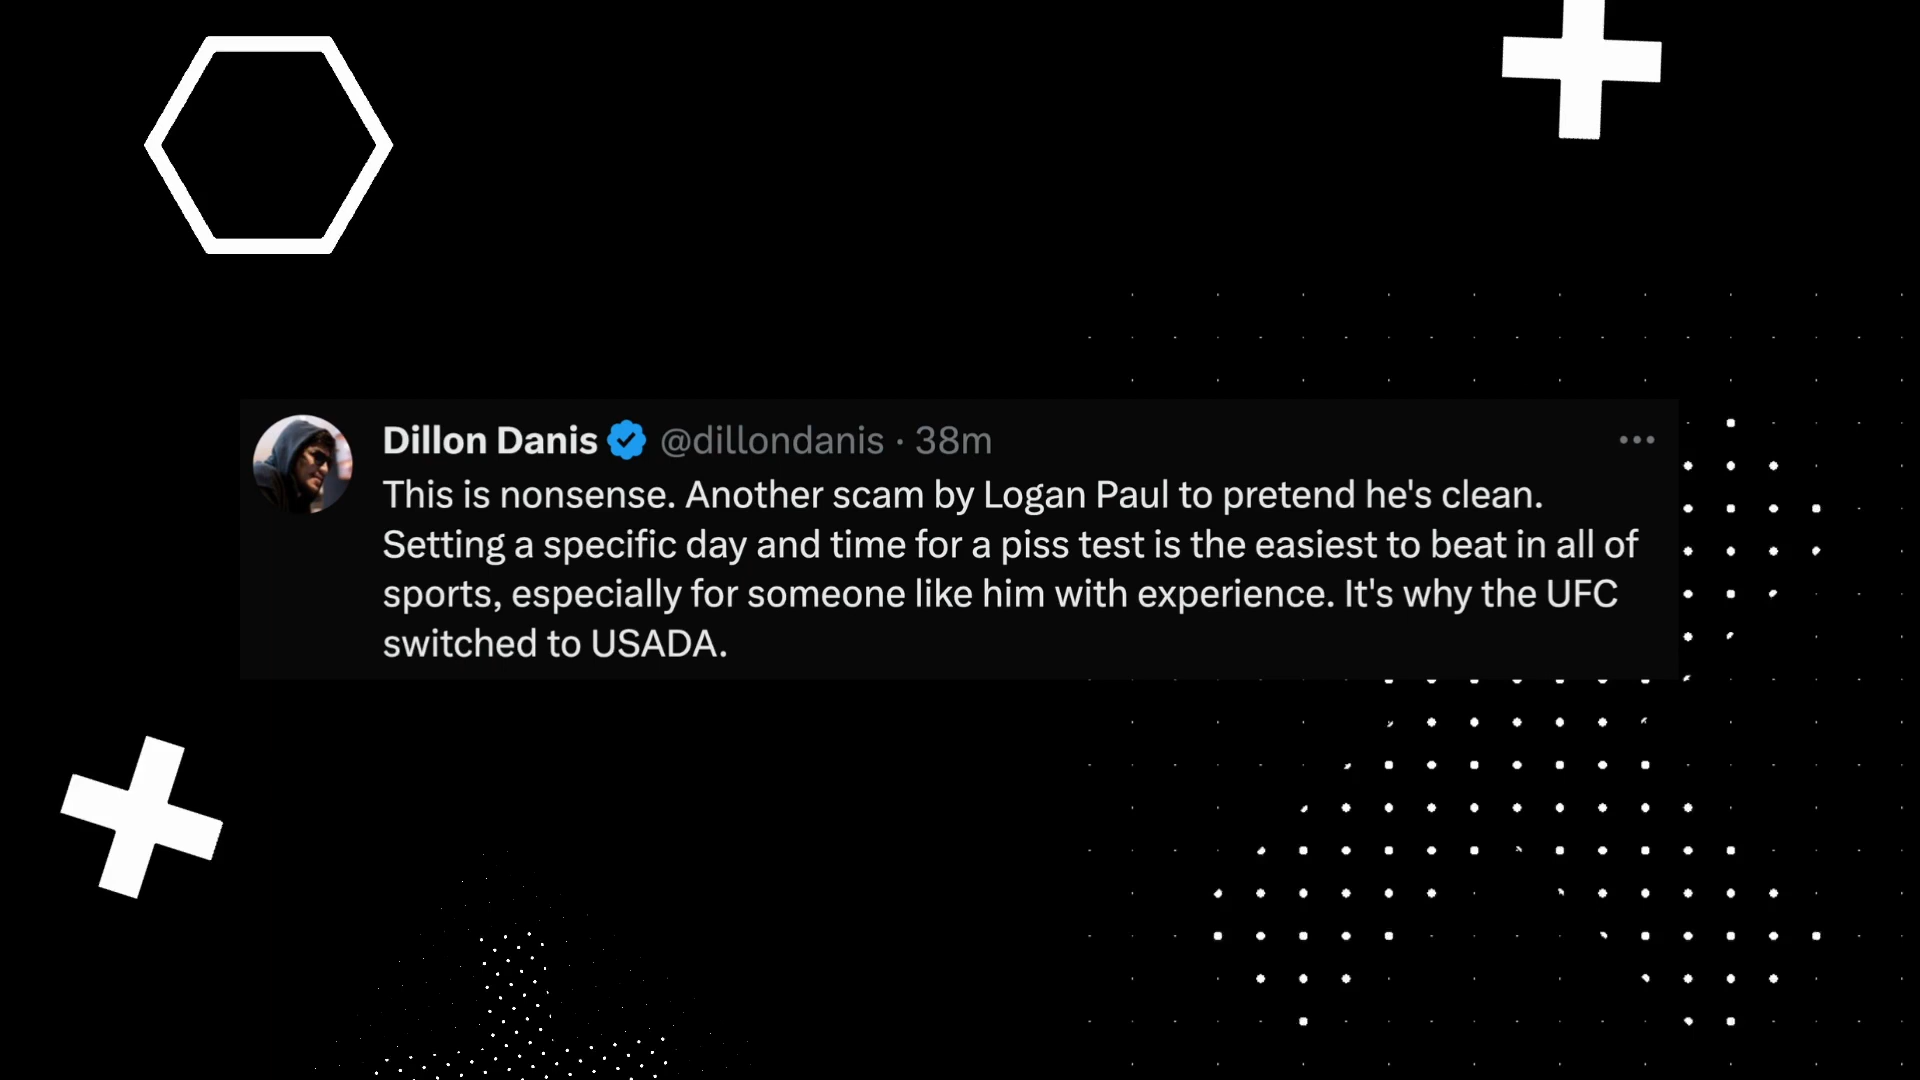 Dillon Danis @dillondanis · 38m
This is nonsense. Another scam by Logan Paul to pretend he's clean.
Setting a specific day and time for a piss test is the easiest to beat in all of
sports, especially for someone like him with experience. It's why the UFC
switched to USADA.